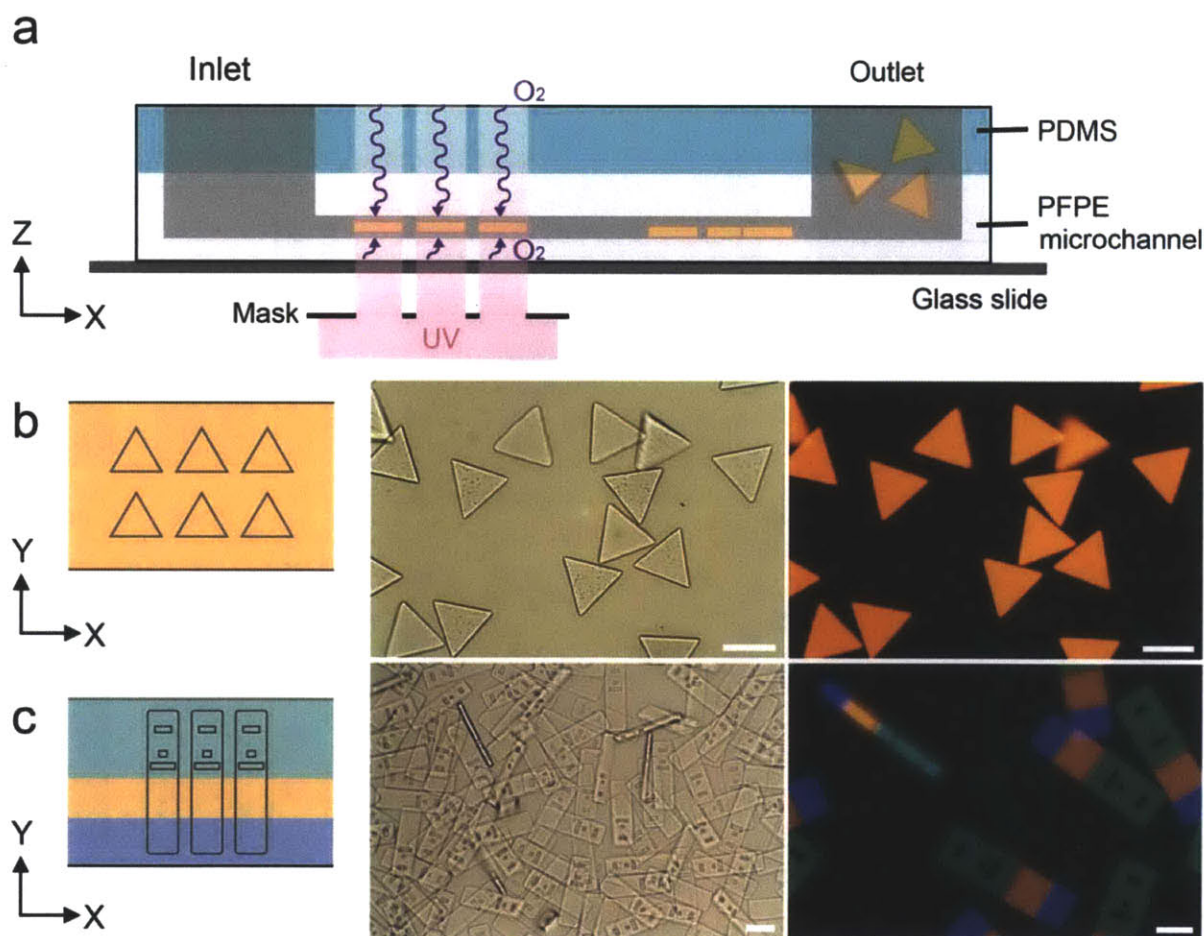 a
Inlet
O2
Outlet
PDMS
PFPE
microchannel
O2
Z
X
Glass slide
Mask
UV
b
Y
X
c
Y
X